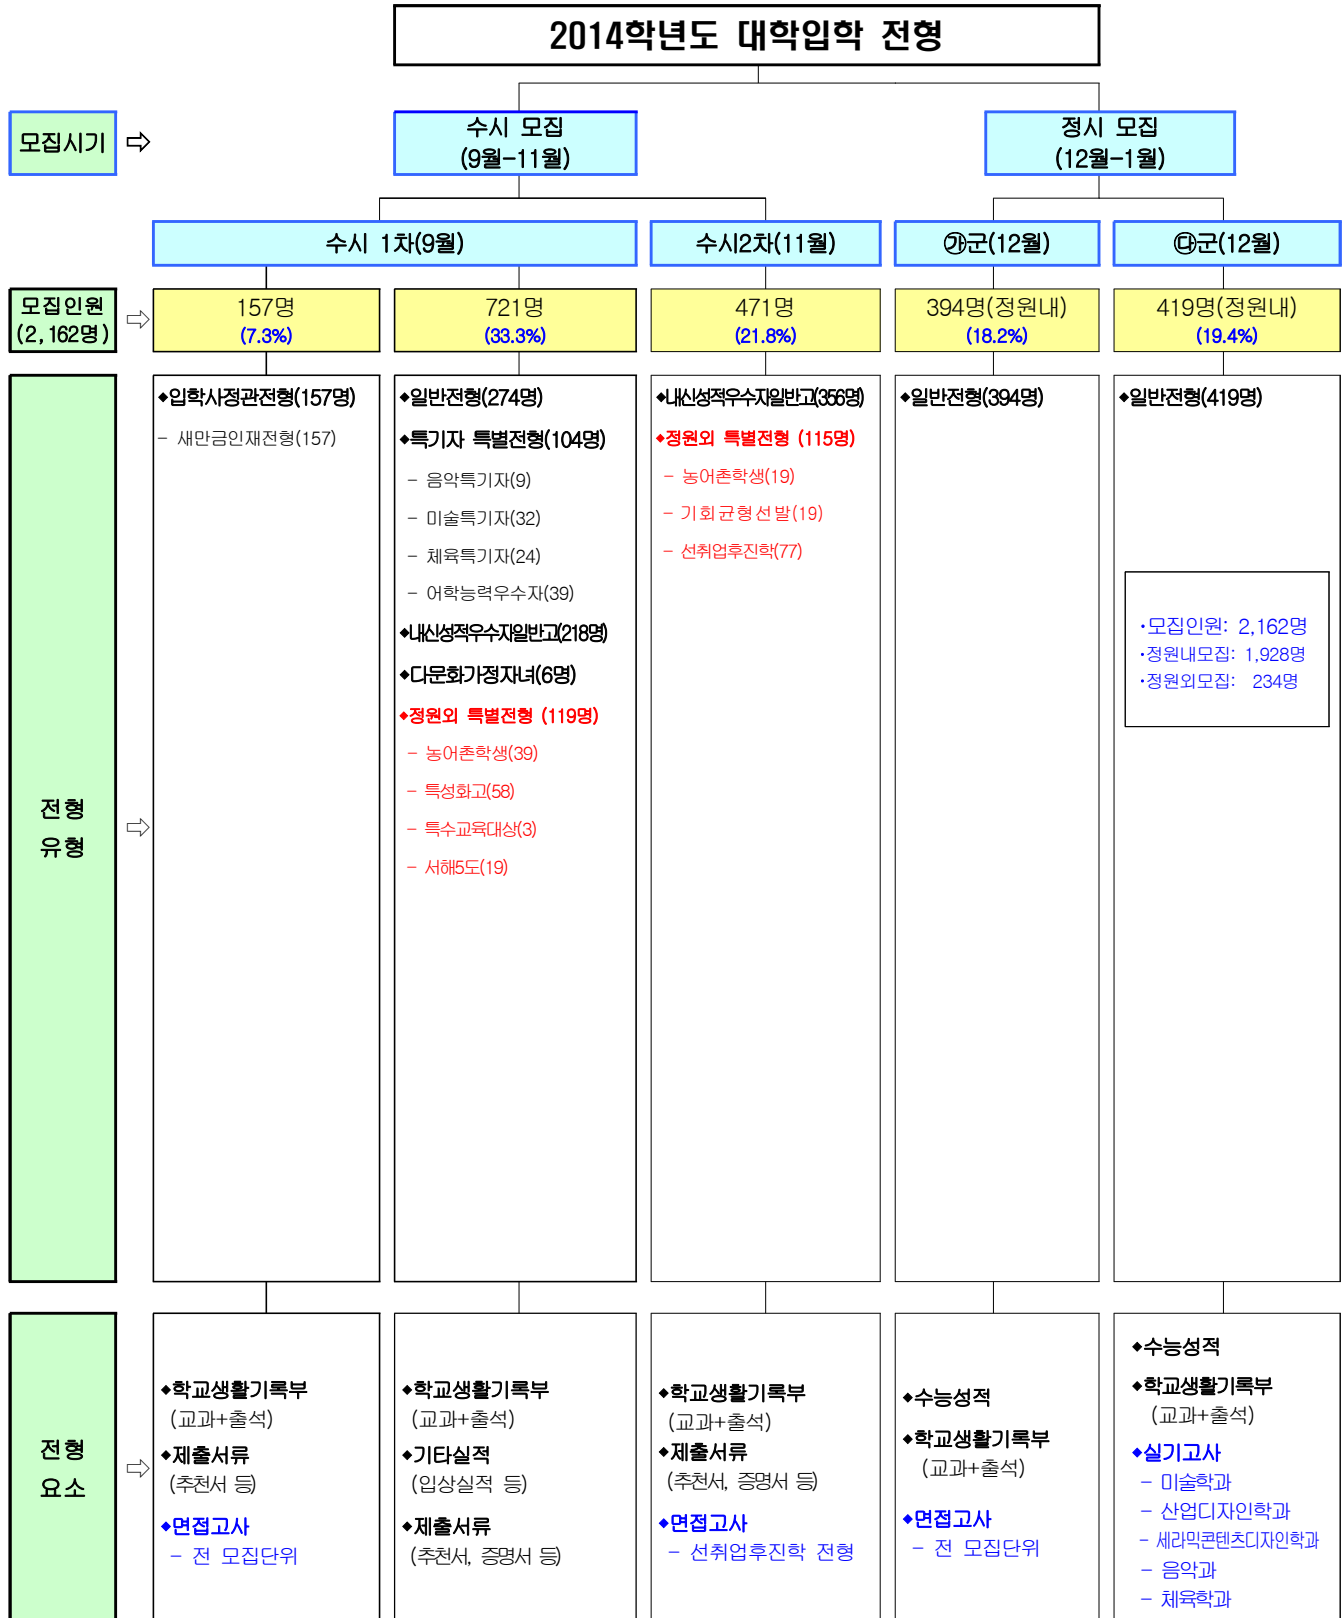 2014학년도 대학입학 전형
모집시기 ⇨
수시 모집
(9월-11월)
정시 모집
(12월-1월)
수시 1차(9월)
수시2차(11월)
㉮군(12월)
㉰군(12월)
모집인원
(2,162명)
⇨
157명
(7.3%)
721명
(33.3%)
471명
(21.8%)
394명(정원내)
(18.2%)
419명(정원내)
(19.4%)
전형
유형
⇨
◆입학사정관전형(157명)
- 새만금인재전형(157)
◆일반전형(274명)
◆특기자 특별전형(104명)
- 음악특기자(9)
- 미술특기자(32)
- 체육특기자(24)
- 어학능력우수자(39)
◆내신성적우수자일반고(218명)
◆다문화가정자녀(6명)
◆정원외 특별전형 (119명)
- 농어촌학생(39)
- 특성화고(58)
- 특수교육대상(3)
- 서해5도(19)
◆내신성적우수자일반고(356명)
◆정원외 특별전형 (115명)
- 농어촌학생(19)
- 기회균형선발(19)
- 선취업후진학(77)
◆일반전형(394명)
◆일반전형(419명)
·모집인원: 2,162명
·정원내모집: 1,928명
·정원외모집: 234명
전형
요소
⇨
◆학교생활기록부
(교과+출석)
◆제출서류
(추천서 등)
◆면접고사
- 전 모집단위
◆학교생활기록부
(교과+출석)
◆기타실적
(입상실적 등)
◆제출서류
(추천서, 증명서 등)
◆학교생활기록부
(교과+출석)
◆제출서류
(추천서, 증명서 등)
◆면접고사
- 선취업후진학 전형
◆수능성적
◆학교생활기록부
(교과+출석)
◆면접고사
- 전 모집단위
◆수능성적
◆학교생활기록부
(교과+출석)
◆실기고사
- 미술학과
- 산업디자인학과
- 세라믹콘텐츠디자인학과
- 음악과
- 체육학과